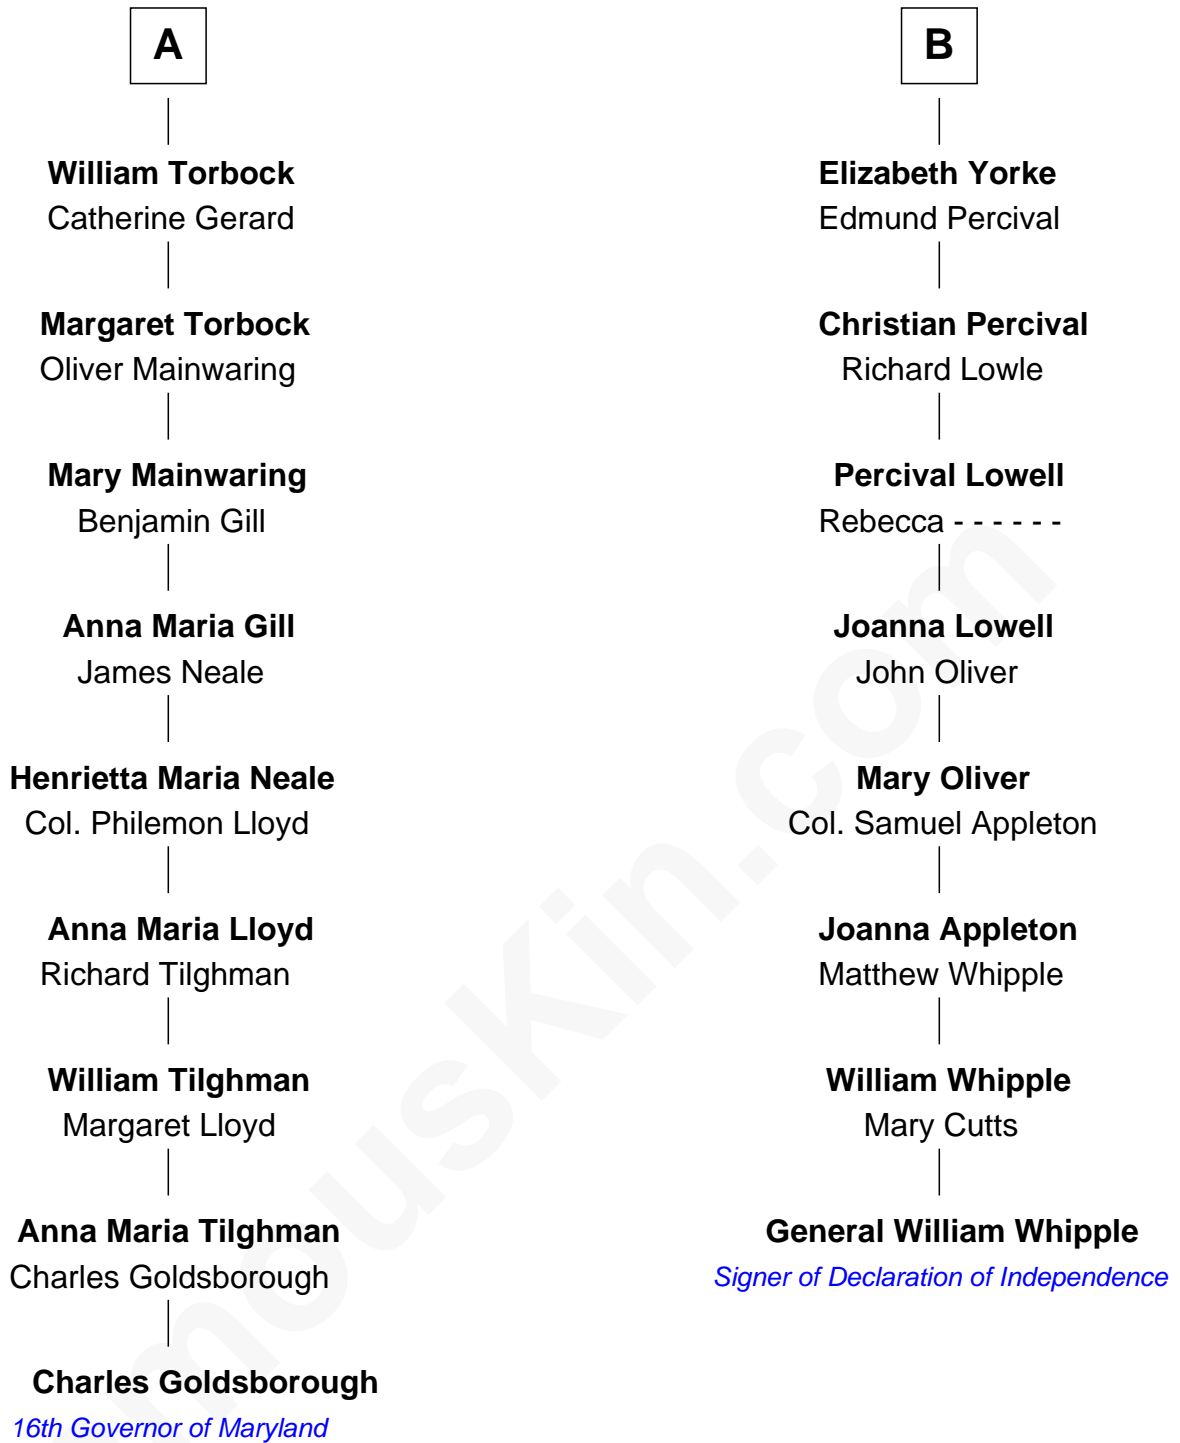 A
William Torbock
Catherine Gerard
Margaret Torbock
Oliver Mainwaring
Mary Mainwaring
Benjamin Gill
Anna Maria Gill
James Neale
Henrietta Maria Neale
Col. Philemon Lloyd
Anna Maria Lloyd
Richard Tilghman
William Tilghman
Margaret Lloyd
Anna Maria Tilghman
Charles Goldsborough
Charles Goldsborough
16th Governor of Maryland
B
Elizabeth Yorke
Edmund Percival
Christian Percival
Richard Lowle
Percival Lowell
Rebecca - - - - - -
Joanna Lowell
John Oliver
Mary Oliver
Col. Samuel Appleton
Joanna Appleton
Matthew Whipple
William Whipple
Mary Cutts
General William Whipple
Signer of Declaration of Independence
mouskin.com